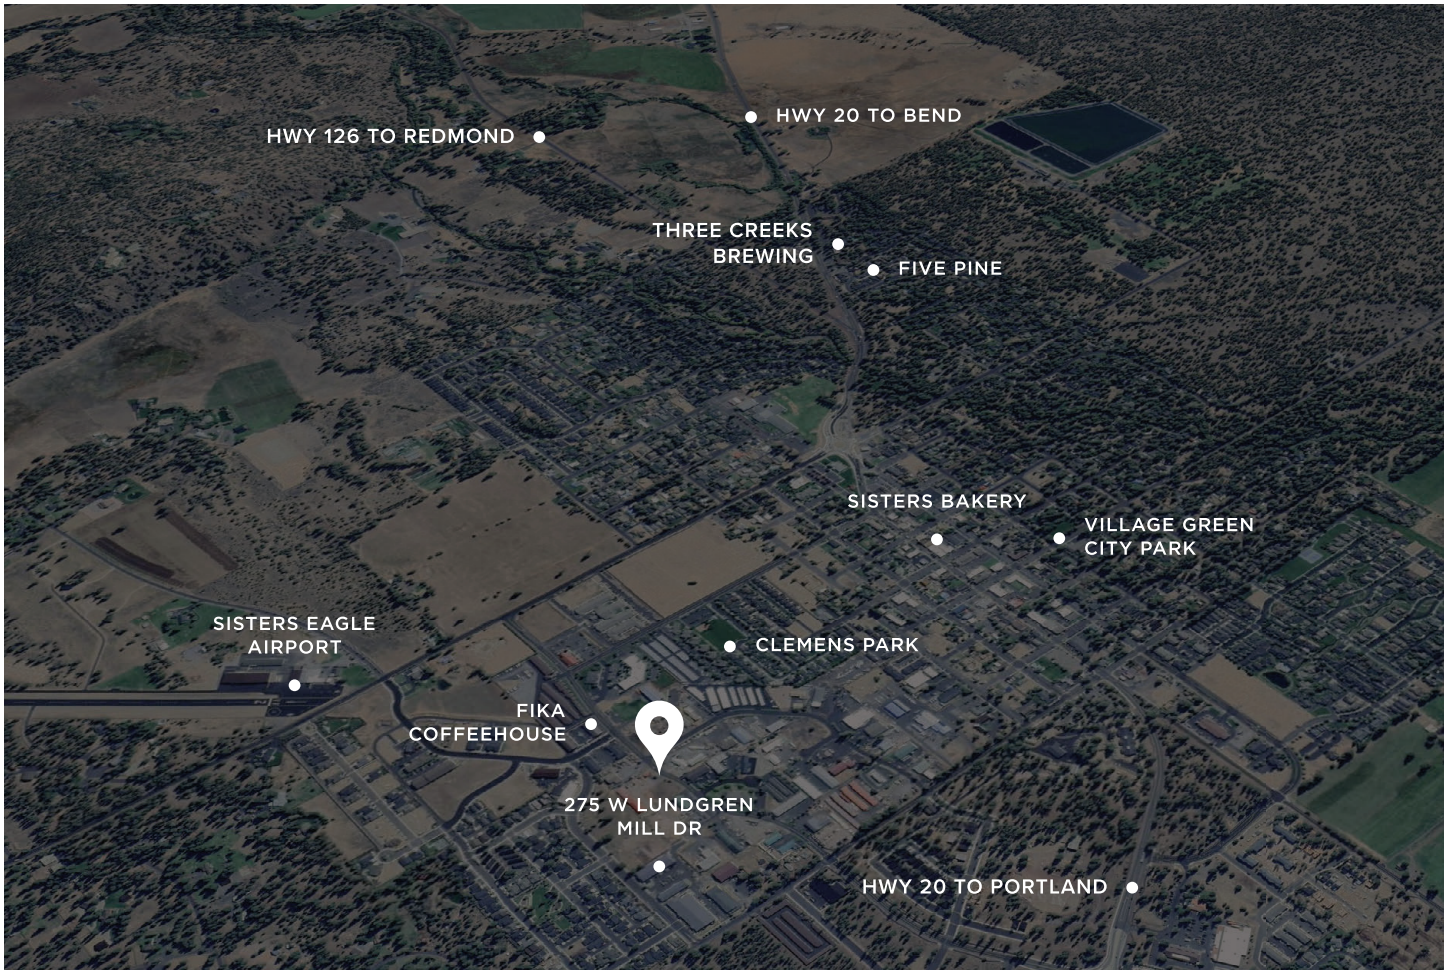 HWY 20 TO BEND
HWY 126 TO REDMOND
THREE CREEKS
BREWING
FIVE PINE
SISTERS BAKERY
VILLAGE GREEN
CITY PARK
SISTERS EAGLE
AIRPORT
CLEMENS PARK
FIKA
COFFEEHOUSE
275 W LUNDGREN
MILL DR
HWY 20 TO PORTLAND